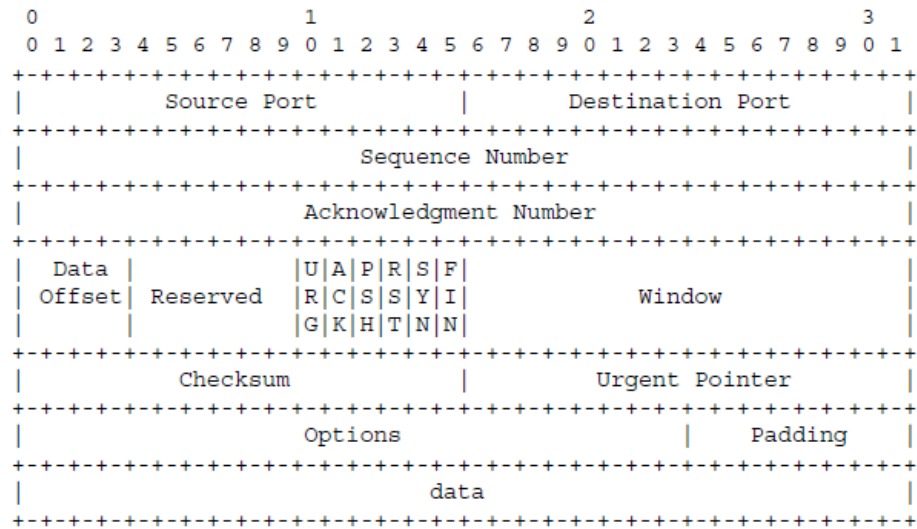 0                   1                   2                   3
 0 1 2 3 4 5 6 7 8 9 0 1 2 3 4 5 6 7 8 9 0 1 2 3 4 5 6 7 8 9 0 1
+-+-+-+-+-+-+-+-+-+-+-+-+-+-+-+-+-+-+-+-+-+-+-+-+-+-+-+-+-+-+-+-+
|          Source Port          |       Destination Port        |
+-+-+-+-+-+-+-+-+-+-+-+-+-+-+-+-+-+-+-+-+-+-+-+-+-+-+-+-+-+-+-+-+
|                        Sequence Number                        |
+-+-+-+-+-+-+-+-+-+-+-+-+-+-+-+-+-+-+-+-+-+-+-+-+-+-+-+-+-+-+-+-+
|                    Acknowledgment Number                      |
+-+-+-+-+-+-+-+-+-+-+-+-+-+-+-+-+-+-+-+-+-+-+-+-+-+-+-+-+-+-+-+-+
|  Data |           |U|A|P|R|S|F|                               |
| Offset| Reserved  |R|C|S|S|Y|I|            Window             |
|       |           |G|K|H|T|N|N|                               |
+-+-+-+-+-+-+-+-+-+-+-+-+-+-+-+-+-+-+-+-+-+-+-+-+-+-+-+-+-+-+-+-+
|           Checksum            |         Urgent Pointer        |
+-+-+-+-+-+-+-+-+-+-+-+-+-+-+-+-+-+-+-+-+-+-+-+-+-+-+-+-+-+-+-+-+
|                    Options                    |    Padding    |
+-+-+-+-+-+-+-+-+-+-+-+-+-+-+-+-+-+-+-+-+-+-+-+-+-+-+-+-+-+-+-+-+
|                             data                              |
+-+-+-+-+-+-+-+-+-+-+-+-+-+-+-+-+-+-+-+-+-+-+-+-+-+-+-+-+-+-+-+-+